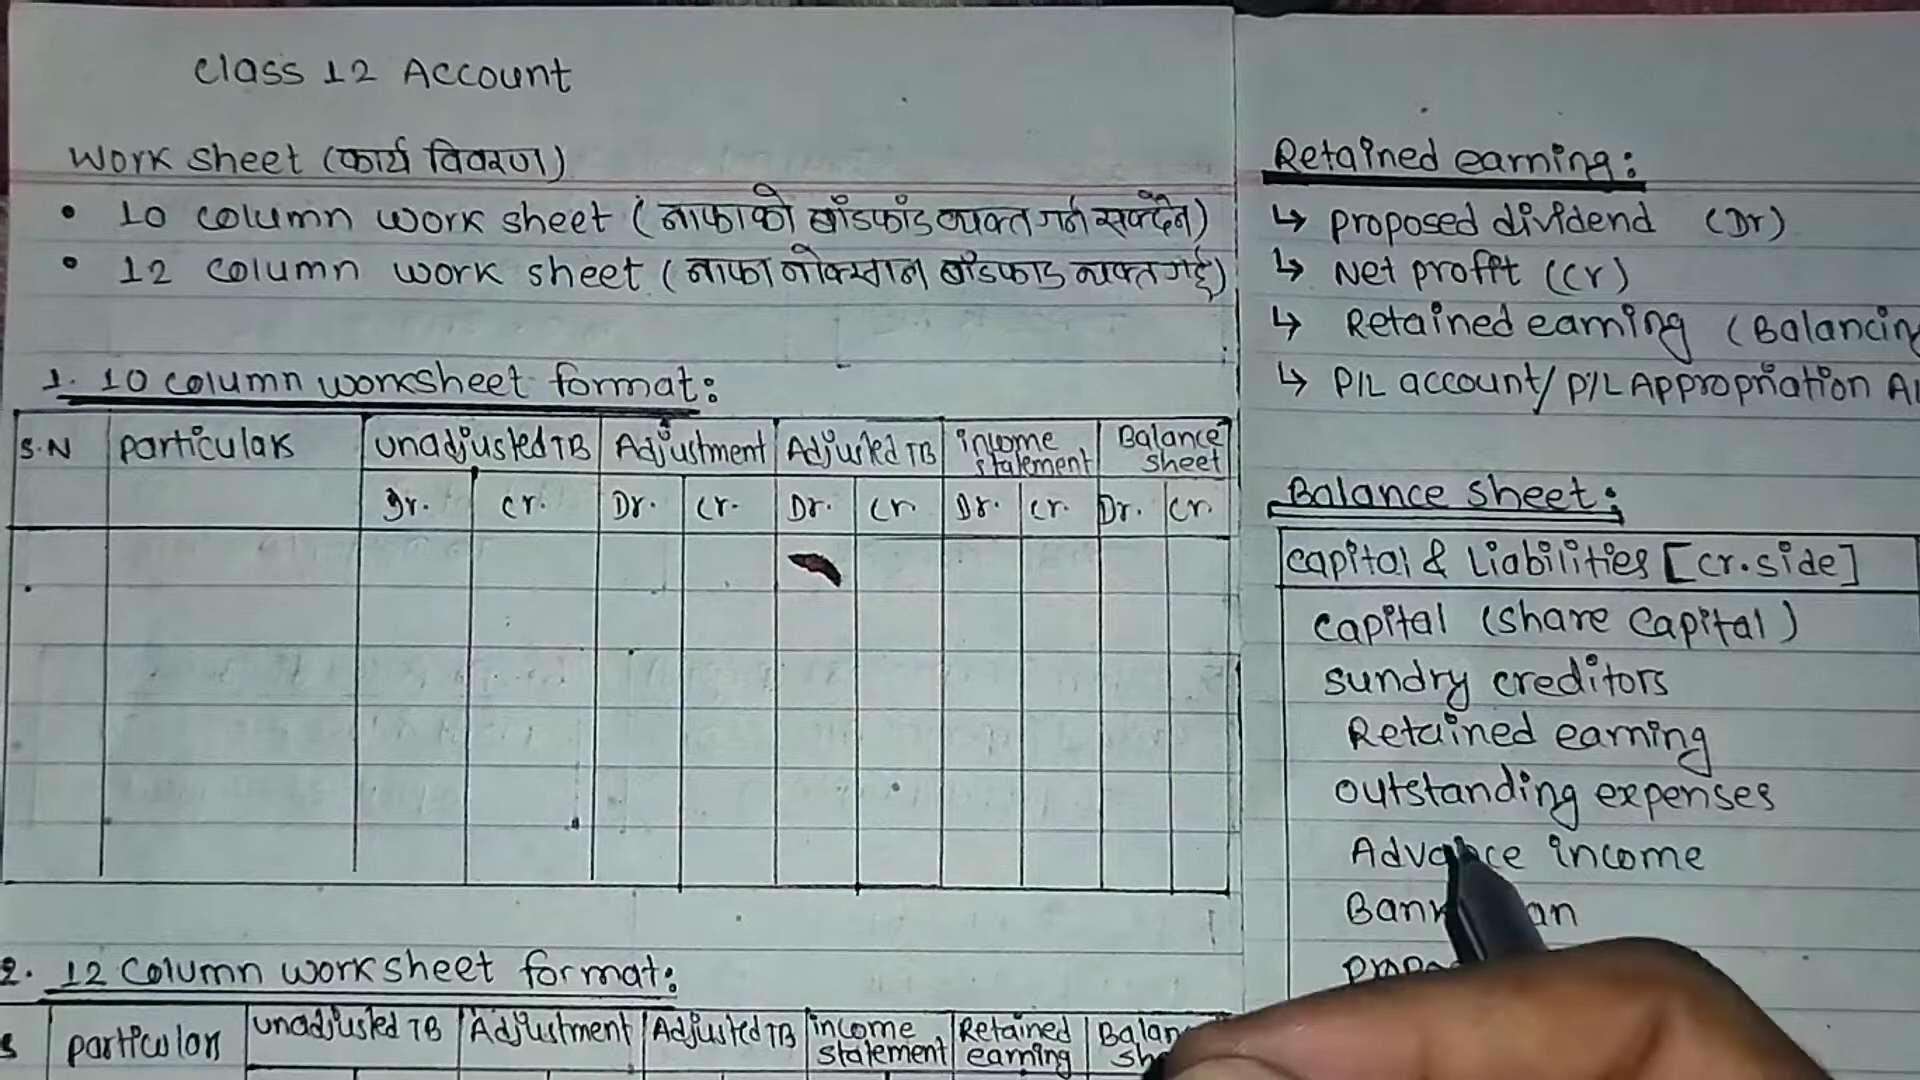 Class 12 Account
Work sheet (कार्य विवरण)
• 10 column work sheet (नाफाको बाँडफाँड व्यक्त गर्न सक्दैन)
• 12 column work sheet (नाफा नोक्सान बाँडफाड व्यक्त गर्छ)
1. 10 column worksheet format:
S.N particulars unadjusted TB Adjustment Adjusted TB income statement Balance sheet
Dr. cr. Dr. cr. Dr. cr. Dr. cr. Dr. cr.
2. 12 column worksheet format:
particulars unadjusted TB Adjustment Adjusted TB income statement Retained earning
Retained earning:
↳ proposed dividend (Dr)
↳ Net profit (cr)
↳ Retained earning (Balancin
↳ P/L account/ P/L Appropriation A
Balance sheet:
capital & Liabilities [cr.side]
capital (share capital)
sundry creditors
Retained earning
outstanding expenses
Advance income
Bank